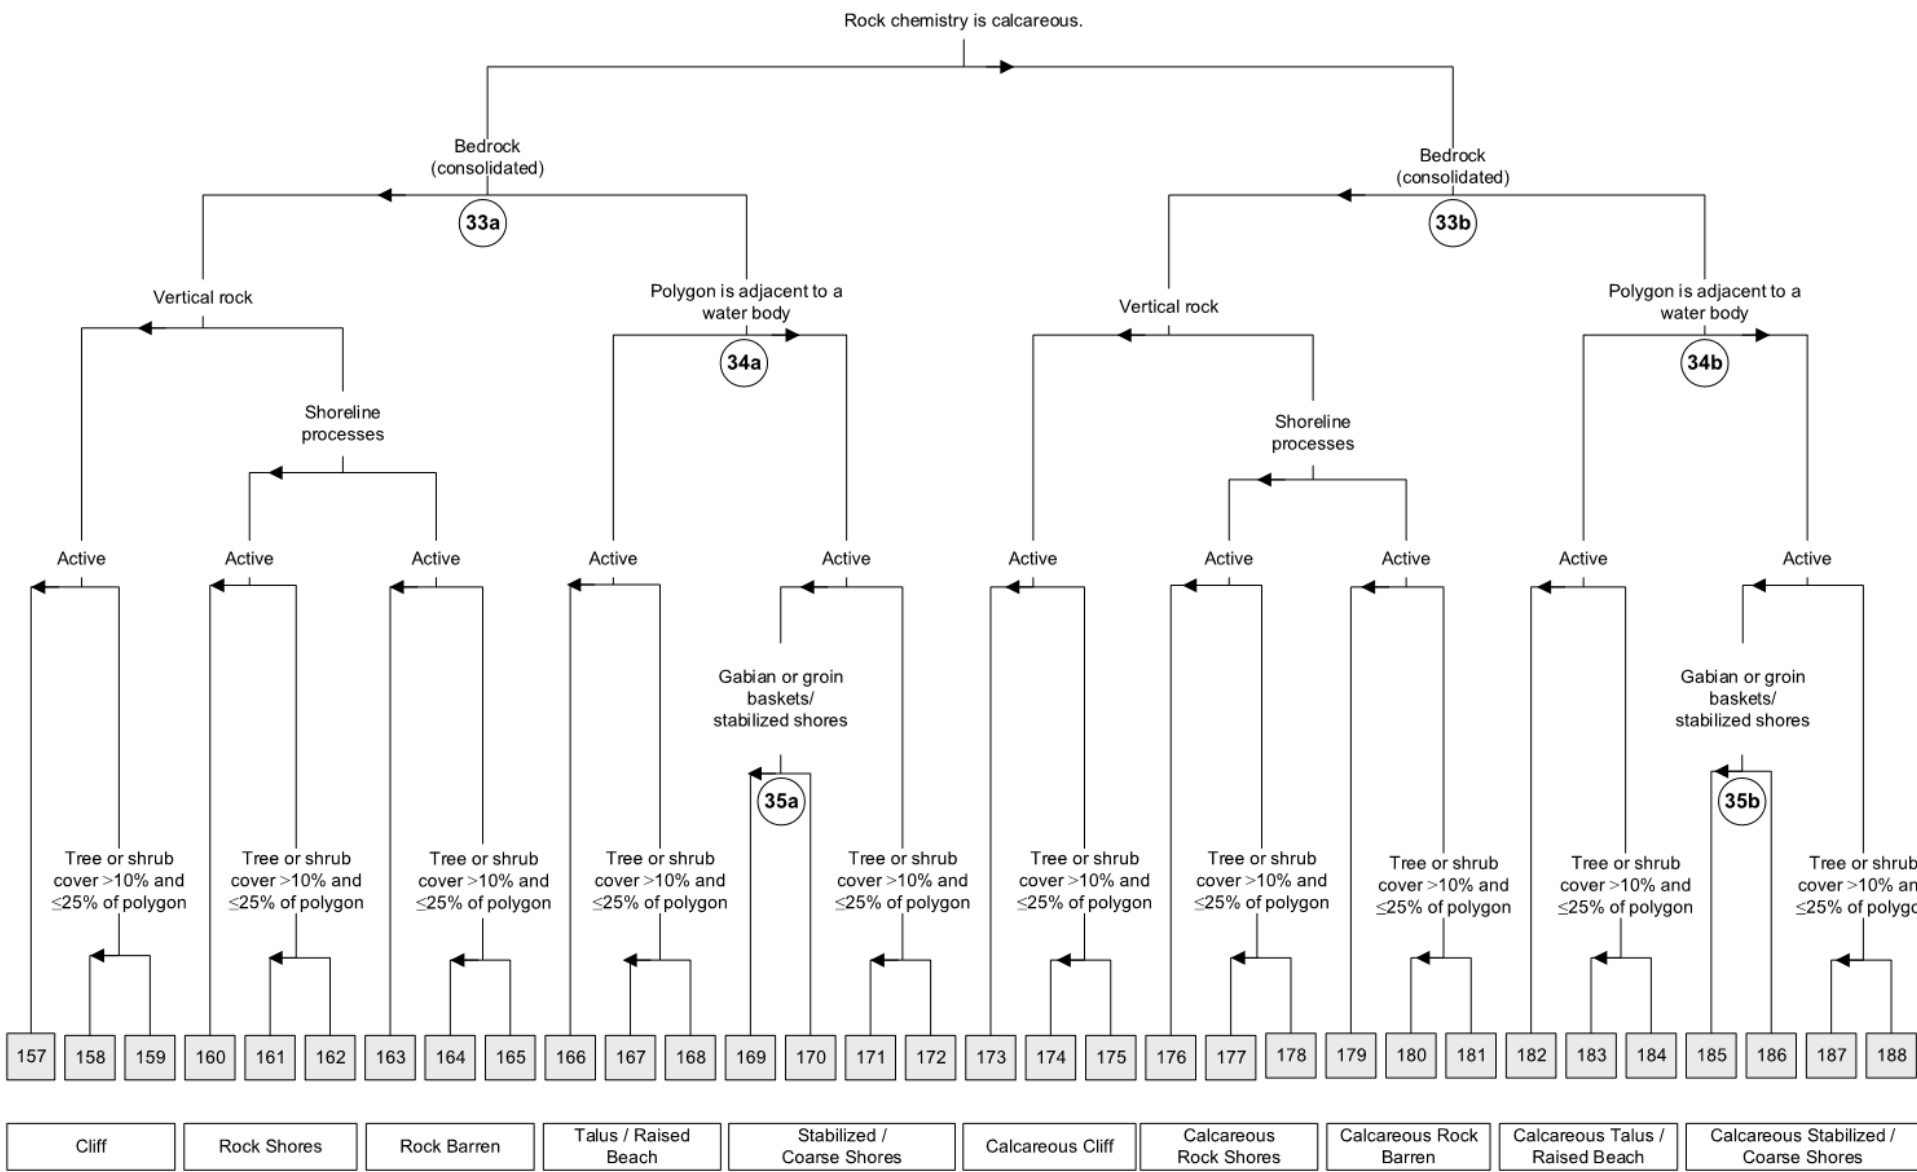 Rock chemistry is calcareous.
Bedrock
(consolidated)
33a
Bedrock
(consolidated)
33b
Vertical rock
Polygon is adjacent to a
water body
34a
Vertical rock
Polygon is adjacent to a
water body
34b
Shoreline
processes
Shoreline
processes
Active
Active
Active
Active
Active
Active
Active
Active
Active
Active
Gabian or groin
baskets/
stabilized shores
35a
Gabian or groin
baskets/
stabilized shores
35b
Tree or shrub
cover >10% and
≤25% of polygon
Tree or shrub
cover >10% and
≤25% of polygon
Tree or shrub
cover >10% and
≤25% of polygon
Tree or shrub
cover >10% and
≤25% of polygon
Tree or shrub
cover >10% and
≤25% of polygon
Tree or shrub
cover >10% and
≤25% of polygon
Tree or shrub
cover >10% and
≤25% of polygon
Tree or shrub
cover >10% and
≤25% of polygon
Tree or shrub
cover >10% and
≤25% of polygon
Tree or shrub
cover >10% an
≤25% of polygo
157 158 159 160 161 162 163 164 165 166 167 168 169 170 171 172 173 174 175 176 177 178 179 180 181 182 183 184 185 186 187 188
Cliff
Rock Shores
Rock Barren
Talus / Raised
Beach
Stabilized /
Coarse Shores
Calcareous Cliff
Calcareous
Rock Shores
Calcareous Rock
Barren
Calcareous Talus /
Raised Beach
Calcareous Stabilized /
Coarse Shores